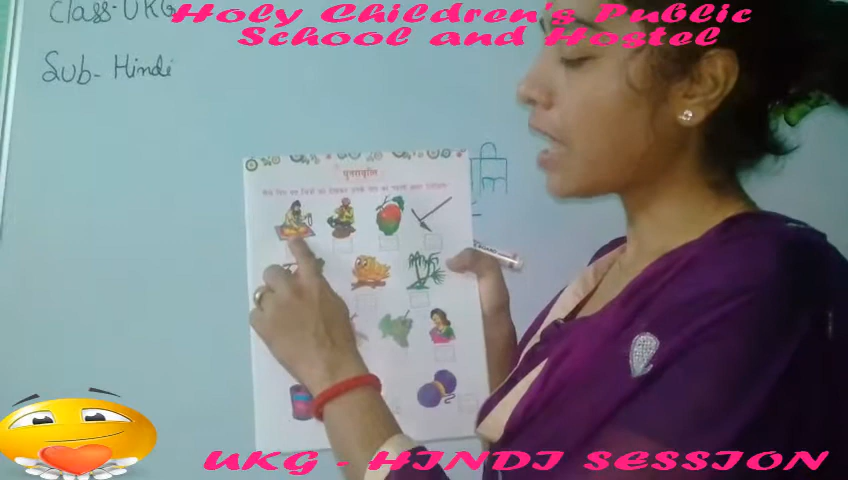 Class-UKG
Holy Children's Public
School and Hostel
Sub- Hindi
पुनरावृत्ति
UKG - HINDI SESSION